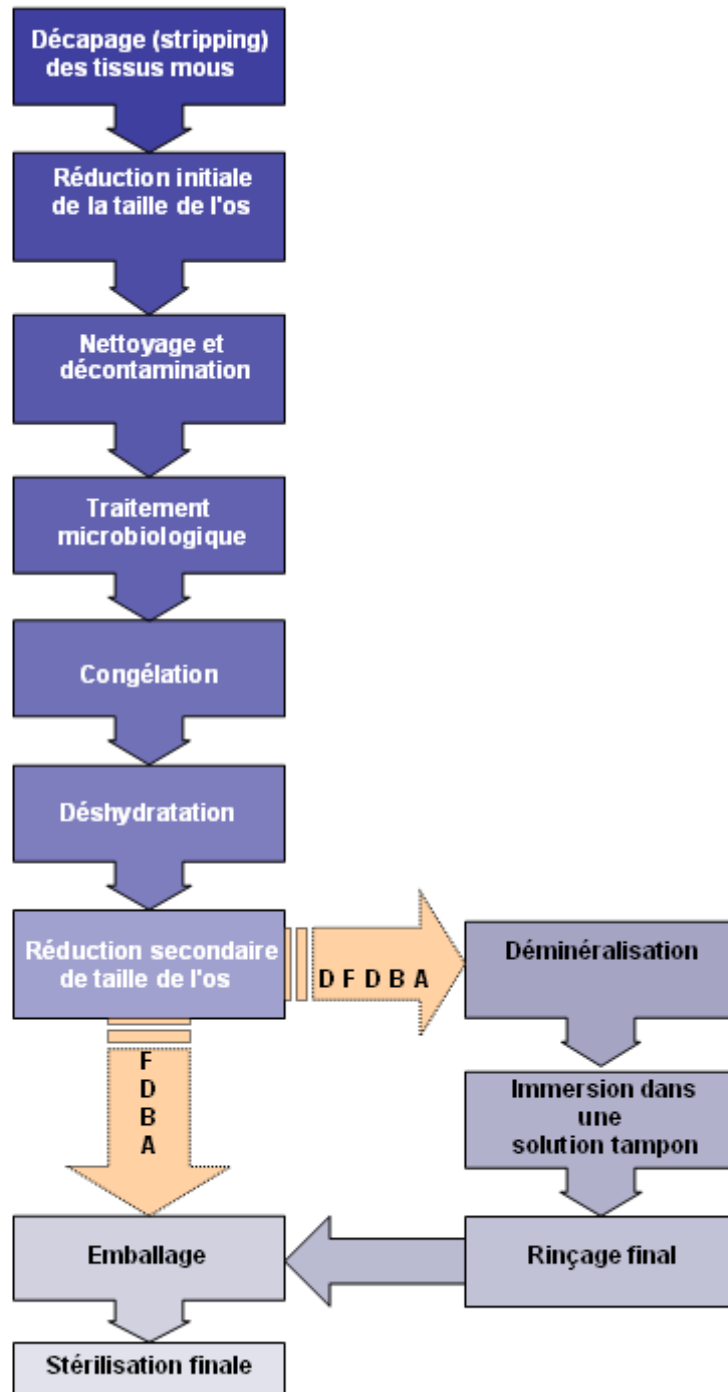 Décapage (stripping)
des tissus mous
Réduction initiale
de la taille de l'os
Nettoyage et
décontamination
Traitement
microbiologique
Congélation
Déshydratation
Réduction secondaire
de taille de l'os
D F D B A
Déminéralisation
F
D
B
A
Immersion dans
une
solution tampon
Emballage
Rinçage final
Stérilisation finale